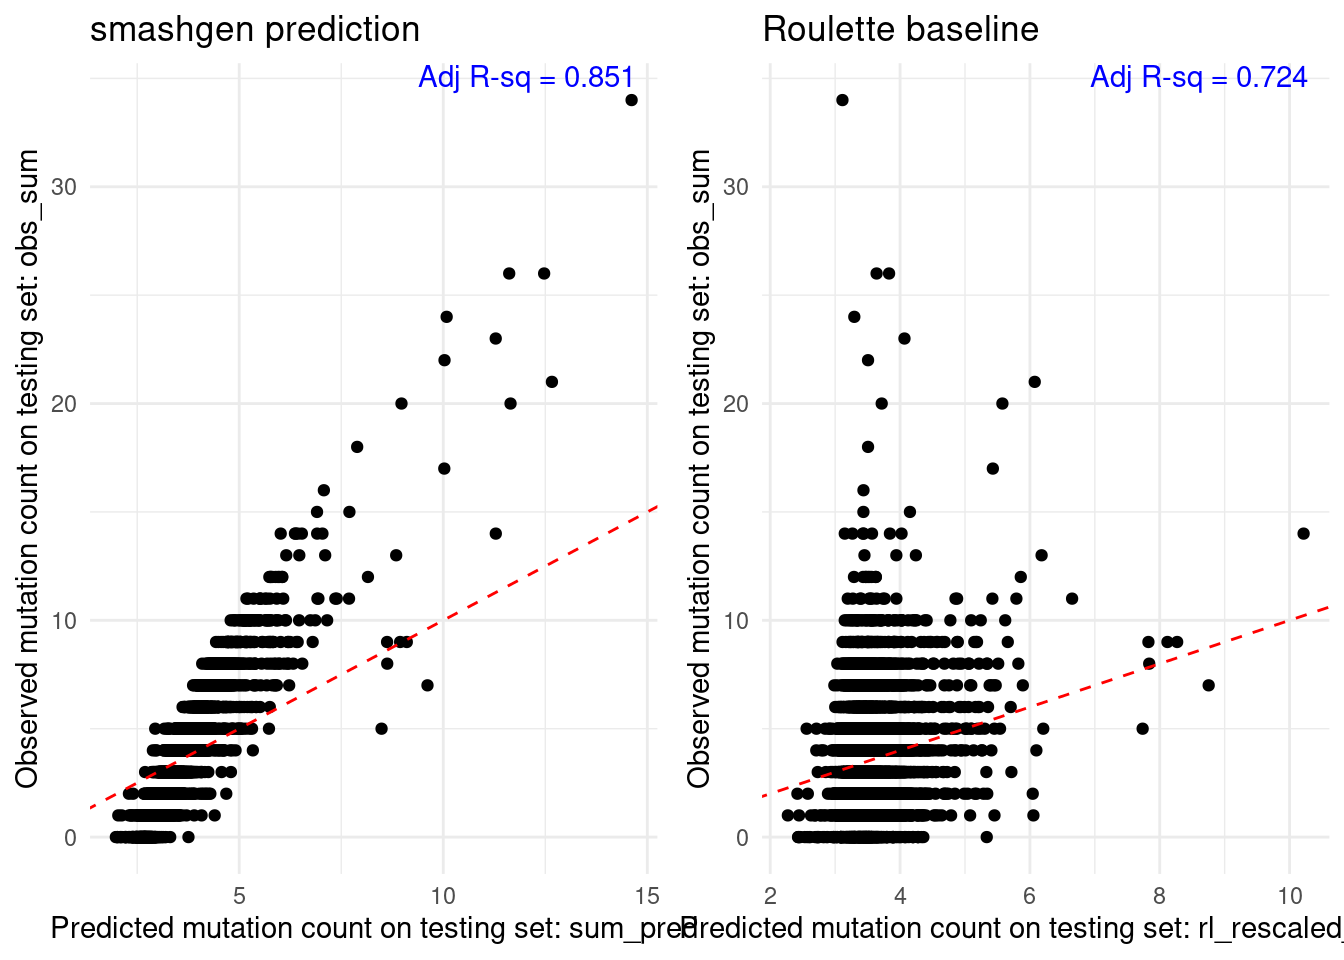 smashgen prediction
Adj R-sq = 0.851
Observed mutation count on testing set: obs_sum
30
20
10
0
5
10
15
Predicted mutation count on testing set: sum_pred
Roulette baseline
Adj R-sq = 0.724
Observed mutation count on testing set: obs_sum
30
20
10
0
2
4
6
8
10
Predicted mutation count on testing set: rl_rescaled_